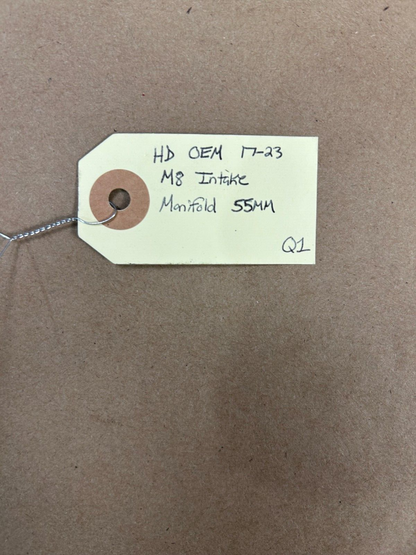 HD OEM 17-23
M8 Intake
Manifold 55MM
Q1